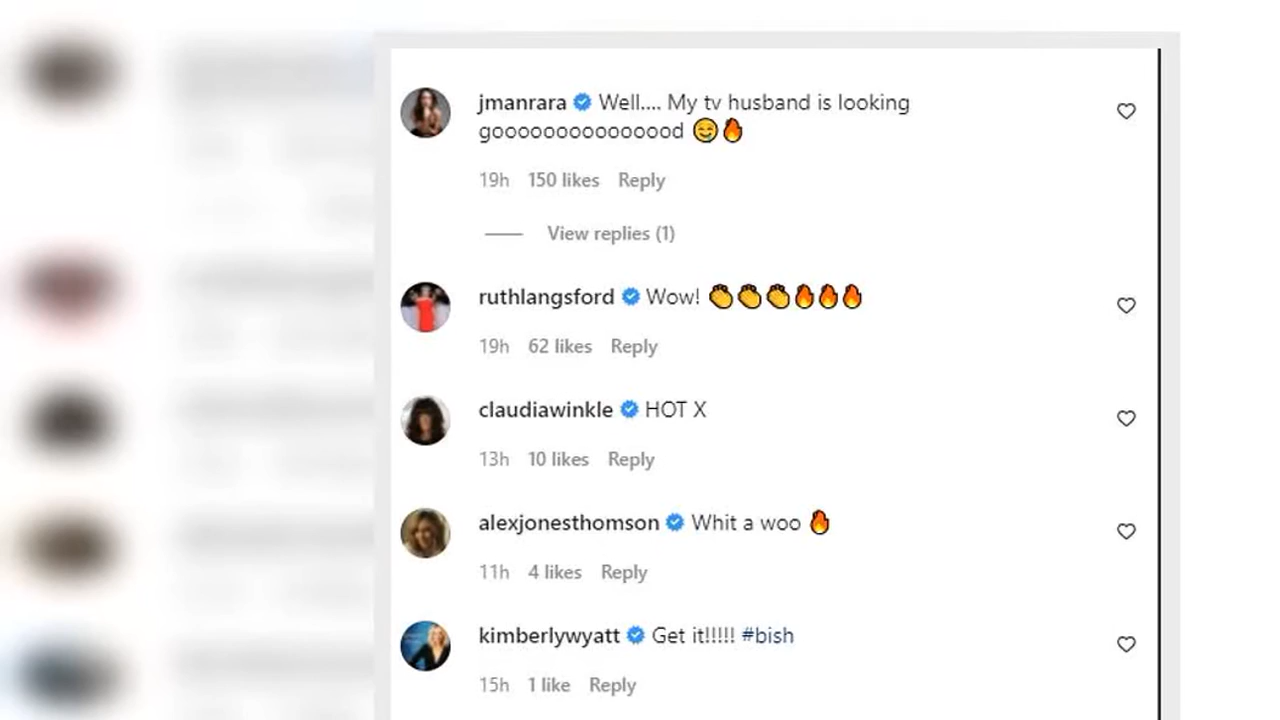 jmanrara Well.... My tv husband is looking
goooooooooooooood 😊🔥
19h 150 likes Reply
View replies (1)
ruthlangsford Wow! 👏👏👏🔥🔥🔥
19h 62 likes Reply
claudiawinkle HOT X
13h 10 likes Reply
alexjonesthomson Whit a woo 🔥
11h 4 likes Reply
kimberlywyatt Get it!!!!! #bish
15h 1 like Reply